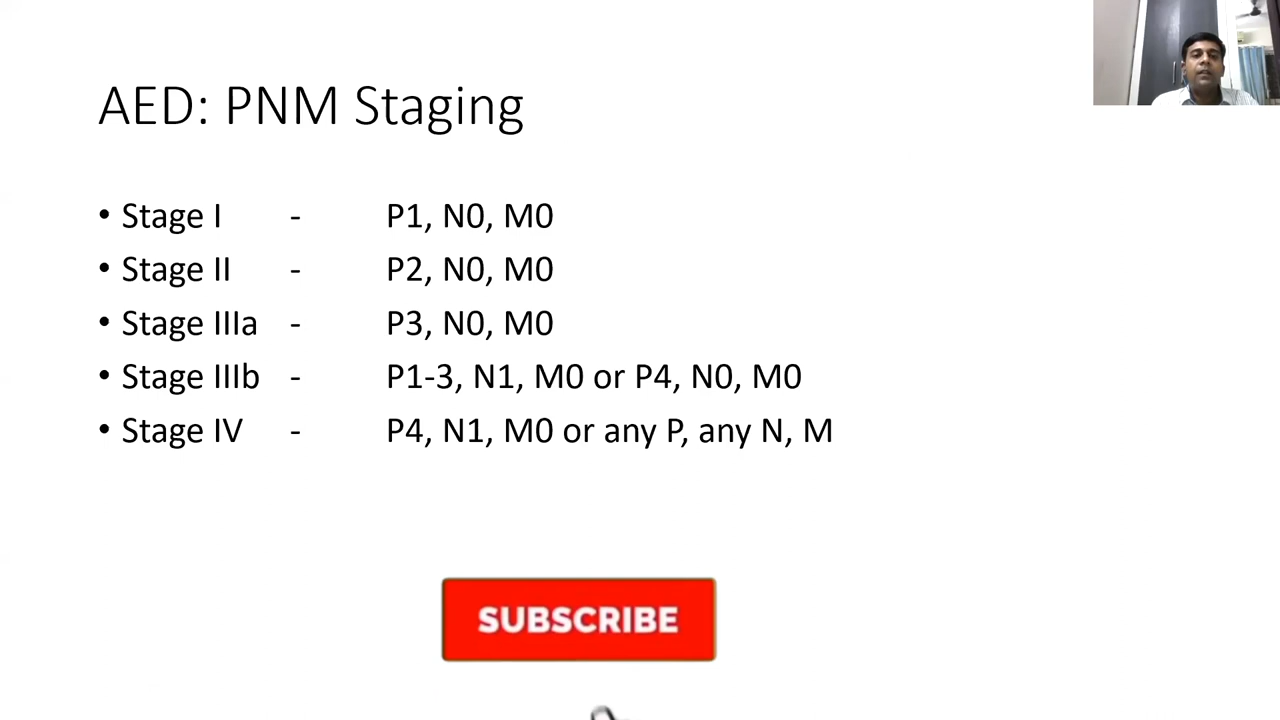 AED: PNM Staging
• Stage I - P1, N0, M0
• Stage II - P2, N0, M0
• Stage IIIa - P3, N0, M0
• Stage IIIb - P1-3, N1, M0 or P4, N0, M0
• Stage IV - P4, N1, M0 or any P, any N, M
SUBSCRIBE